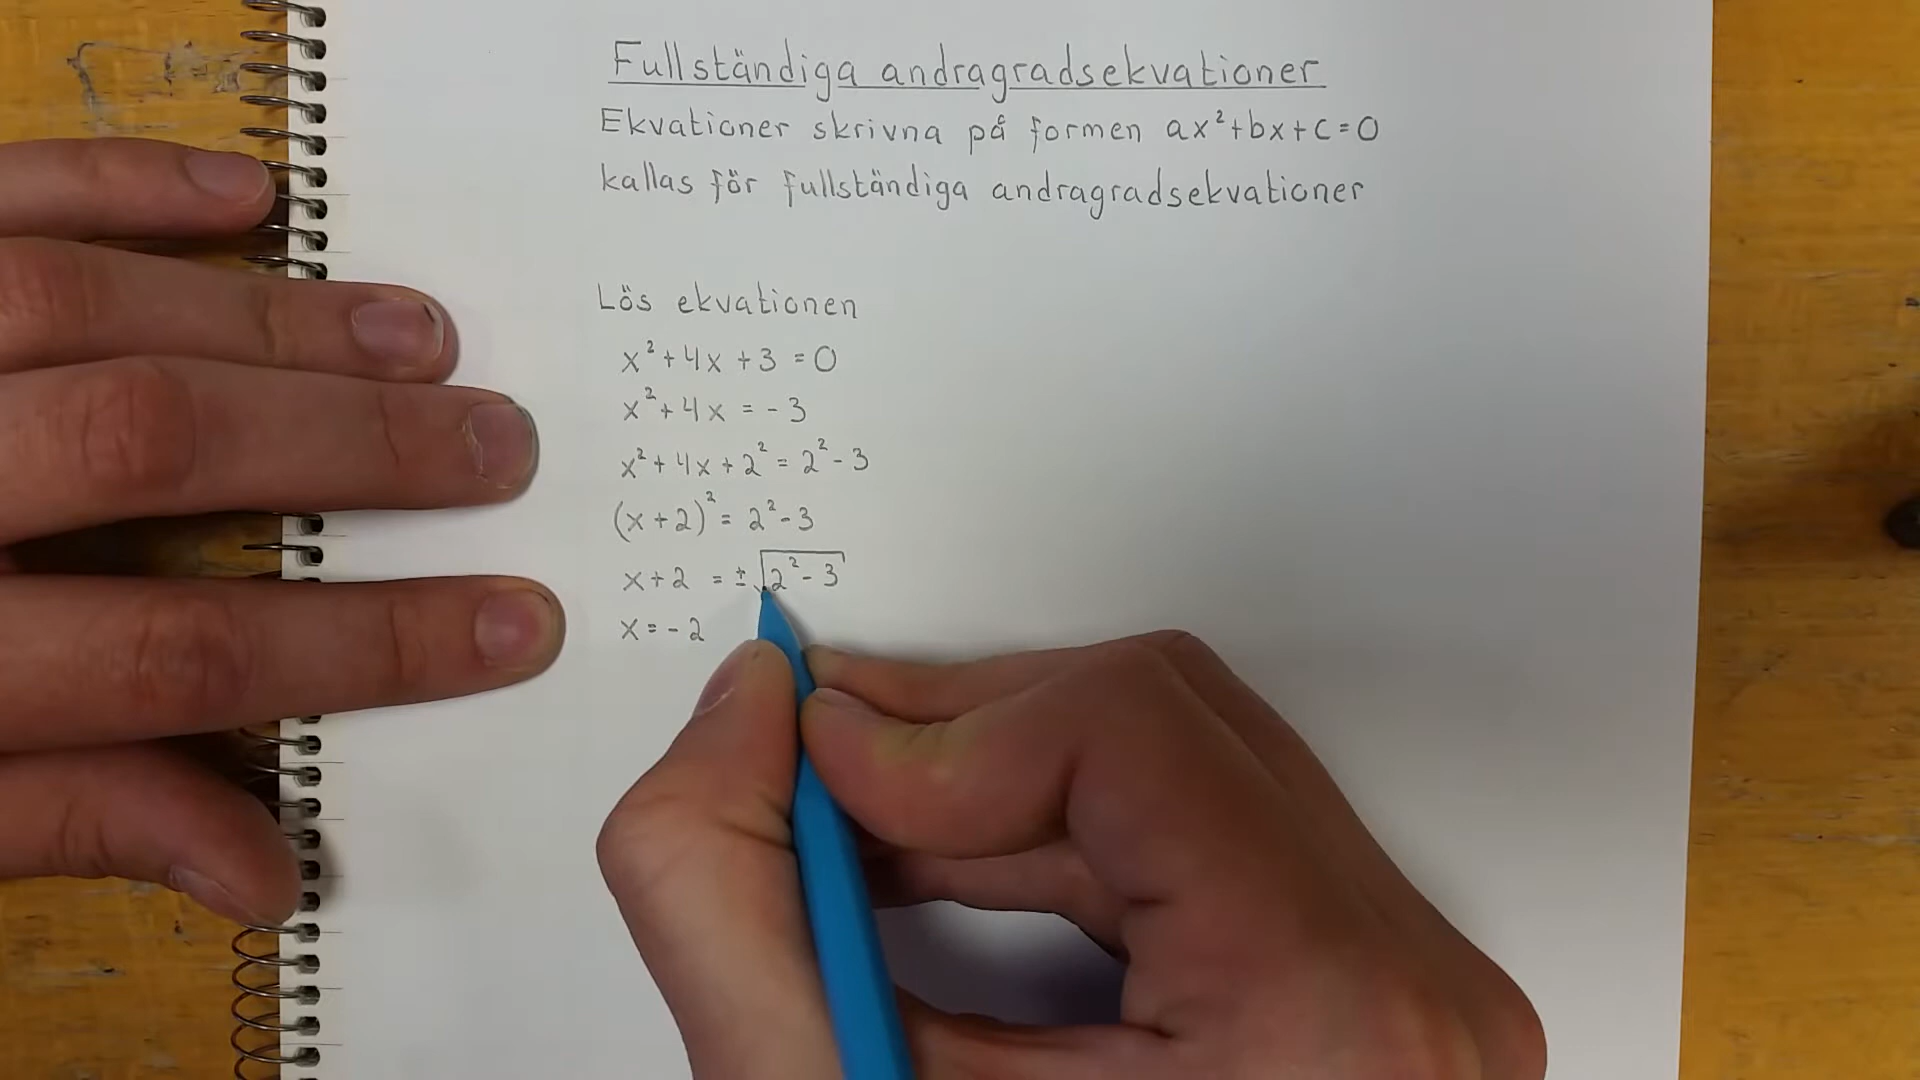 Fullständiga andragradsekvationer
Ekvationer skrivna på formen ax²+bx+c=0
kallas för fullständiga andragradsekvationer
Lös ekvationen
x²+4x+3=0
x²+4x=-3
x²+4x+2²=2²-3
(x+2)²=2²-3
x+2=±√2²-3
x=-2